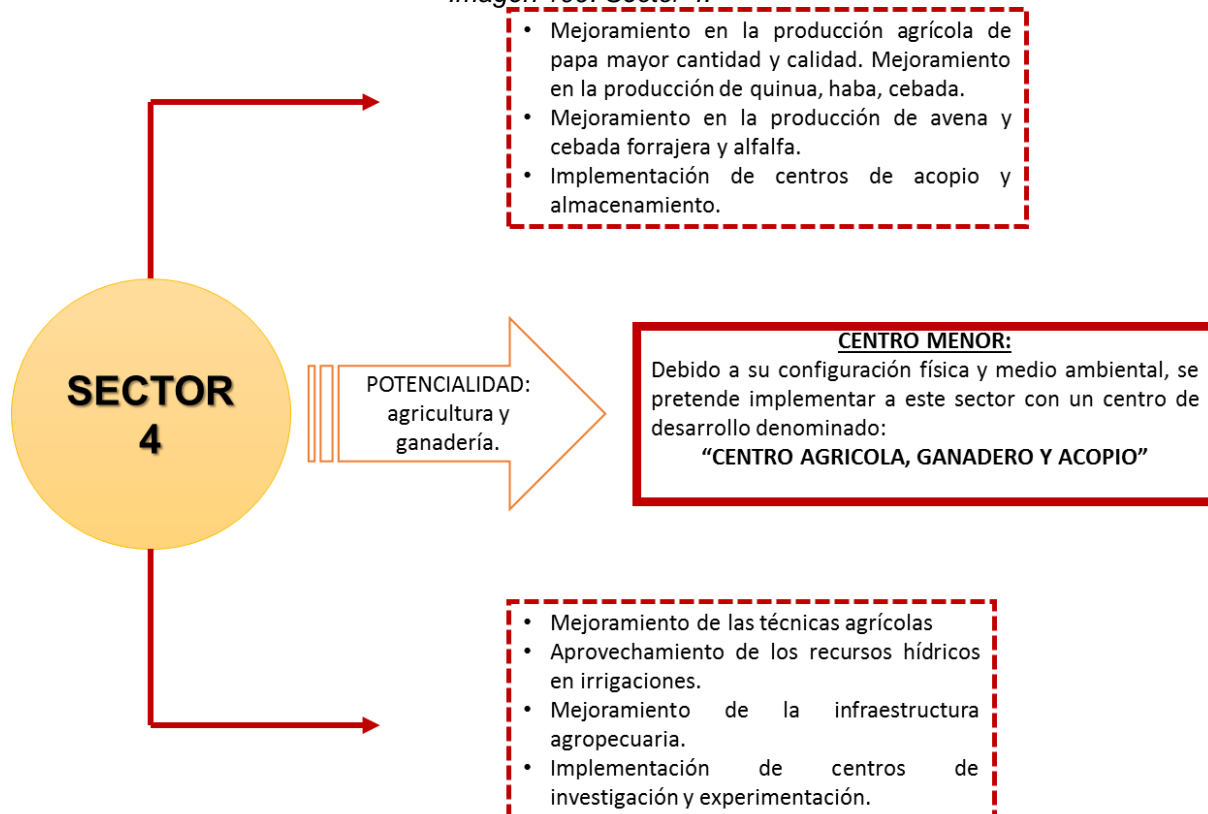 Sector 4.
• Mejoramiento en la producción agrícola de
papa mayor cantidad y calidad. Mejoramiento
en la producción de quinua, haba, cebada.
• Mejoramiento en la producción de avena y
cebada forrajera y alfalfa.
• Implementación de centros de acopio y
almacenamiento.
SECTOR
4
POTENCIALIDAD:
agricultura y
ganadería.
CENTRO MENOR:
Debido a su configuración física y medio ambiental, se
pretende implementar a este sector con un centro de
desarrollo denominado:
“CENTRO AGRICOLA, GANADERO Y ACOPIO”
• Mejoramiento de las técnicas agrícolas
• Aprovechamiento de los recursos hídricos
en irrigaciones.
• Mejoramiento de la infraestructura
agropecuaria.
• Implementación de centros de
investigación y experimentación.